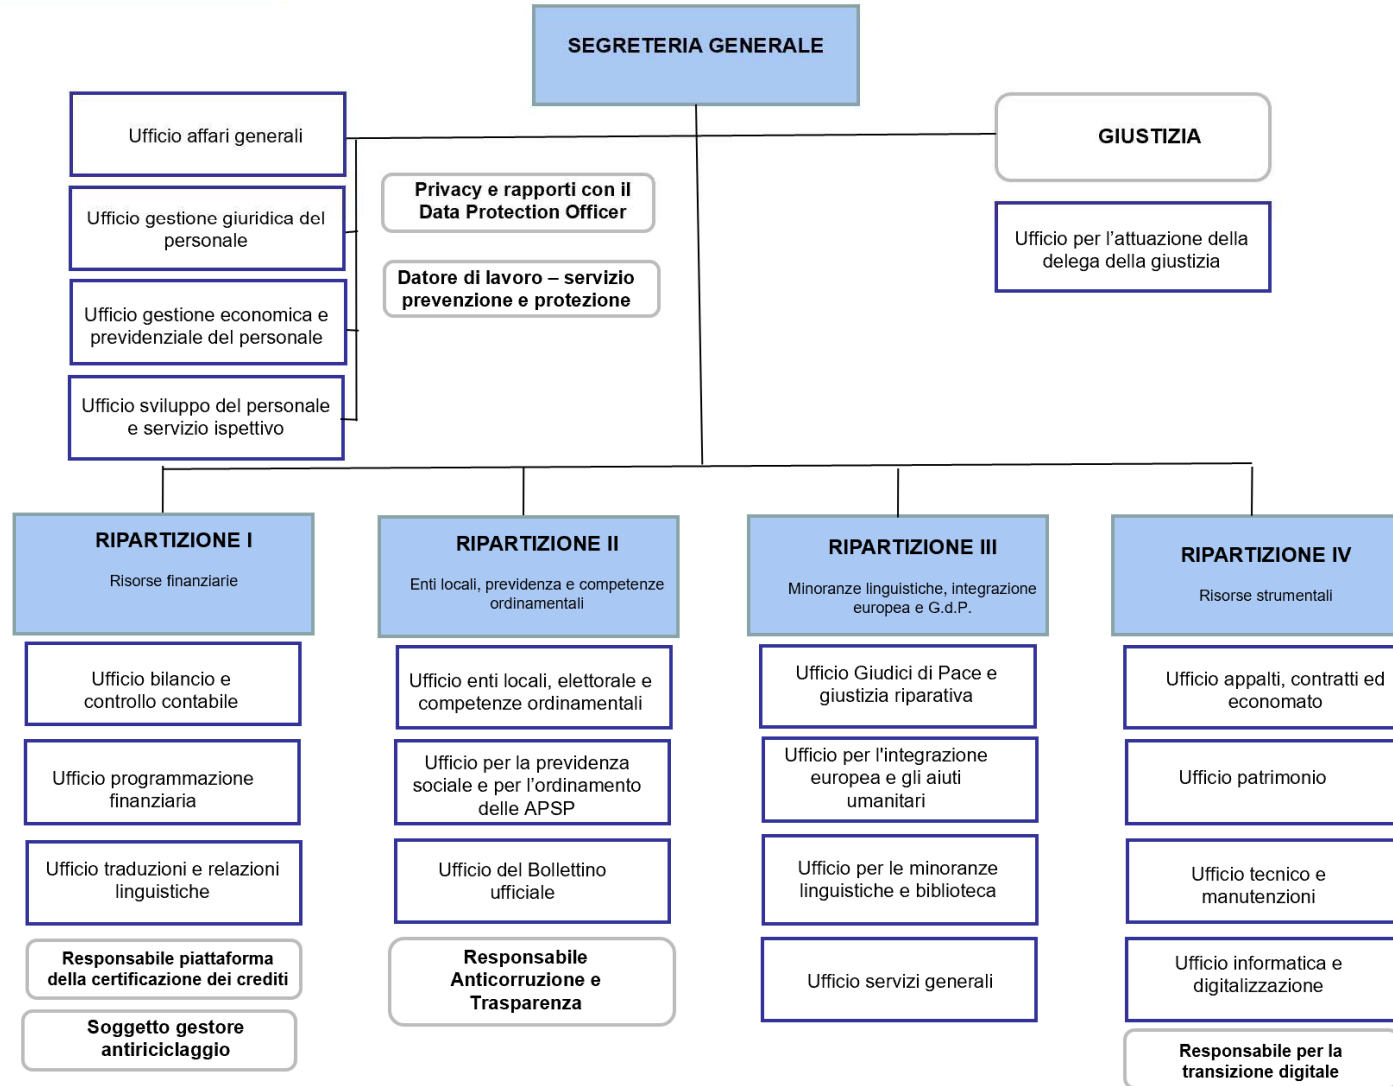 SEGRETERIA GENERALE
Ufficio affari generali
GIUSTIZIA
Privacy e rapporti con il
Data Protection Officer
Ufficio gestione giuridica del
personale
Ufficio per l’attuazione della
delega della giustizia
Datore di lavoro – servizio
prevenzione e protezione
Ufficio gestione economica e
previdenziale del personale
Ufficio sviluppo del personale
e servizio ispettivo
RIPARTIZIONE I
Risorse finanziarie
Ufficio bilancio e
controllo contabile
Ufficio programmazione
finanziaria
Ufficio traduzioni e relazioni
linguistiche
Responsabile piattaforma
della certificazione dei crediti
Soggetto gestore
antiriciclaggio
RIPARTIZIONE II
Enti locali, previdenza e competenze
ordinamentali
Ufficio enti locali, elettorale e
competenze ordinamentali
Ufficio per la previdenza
sociale e per l’ordinamento
delle APSP
Ufficio del Bollettino
ufficiale
Responsabile
Anticorruzione e
Trasparenza
RIPARTIZIONE III
Minoranze linguistiche, integrazione
europea e G.d.P.
Ufficio Giudici di Pace e
giustizia riparativa
Ufficio per l'integrazione
europea e gli aiuti
umanitari
Ufficio per le minoranze
linguistiche e biblioteca
Ufficio servizi generali
RIPARTIZIONE IV
Risorse strumentali
Ufficio appalti, contratti ed
economato
Ufficio patrimonio
Ufficio tecnico e
manutenzioni
Ufficio informatica e
digitalizzazione
Responsabile per la
transizione digitale